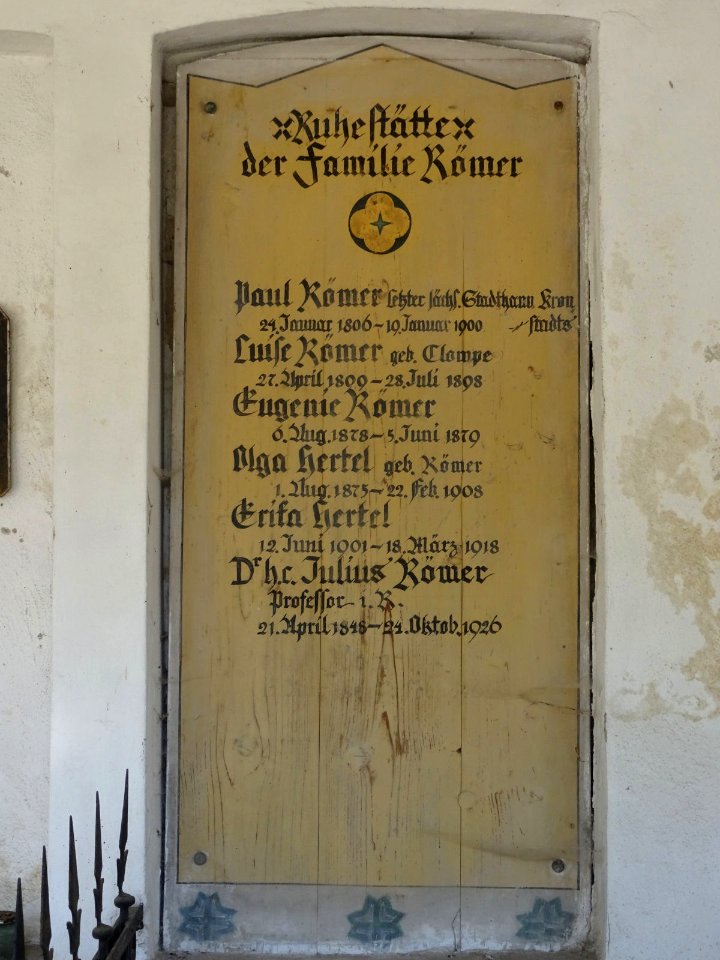 Ruhestätte
der Familie Römer
Paul Römer letzter sächs. Stadthann Kron
24. Januar 1806 – 19. Januar 1900 – stadts
Luise Römer geb. Clompe
27. April 1809 – 28. Juli 1898
Eugenie Römer
6. Aug. 1878 – 5. Juni 1879
Olga Hertel geb. Römer
1. Aug. 1875 – 22. Feb. 1908
Erika Hertel
12. Juni 1901 – 18. März 1918
Dr h.c. Julius Römer
Professor i. R.
21. April 1848 – 24. Oktob. 1926